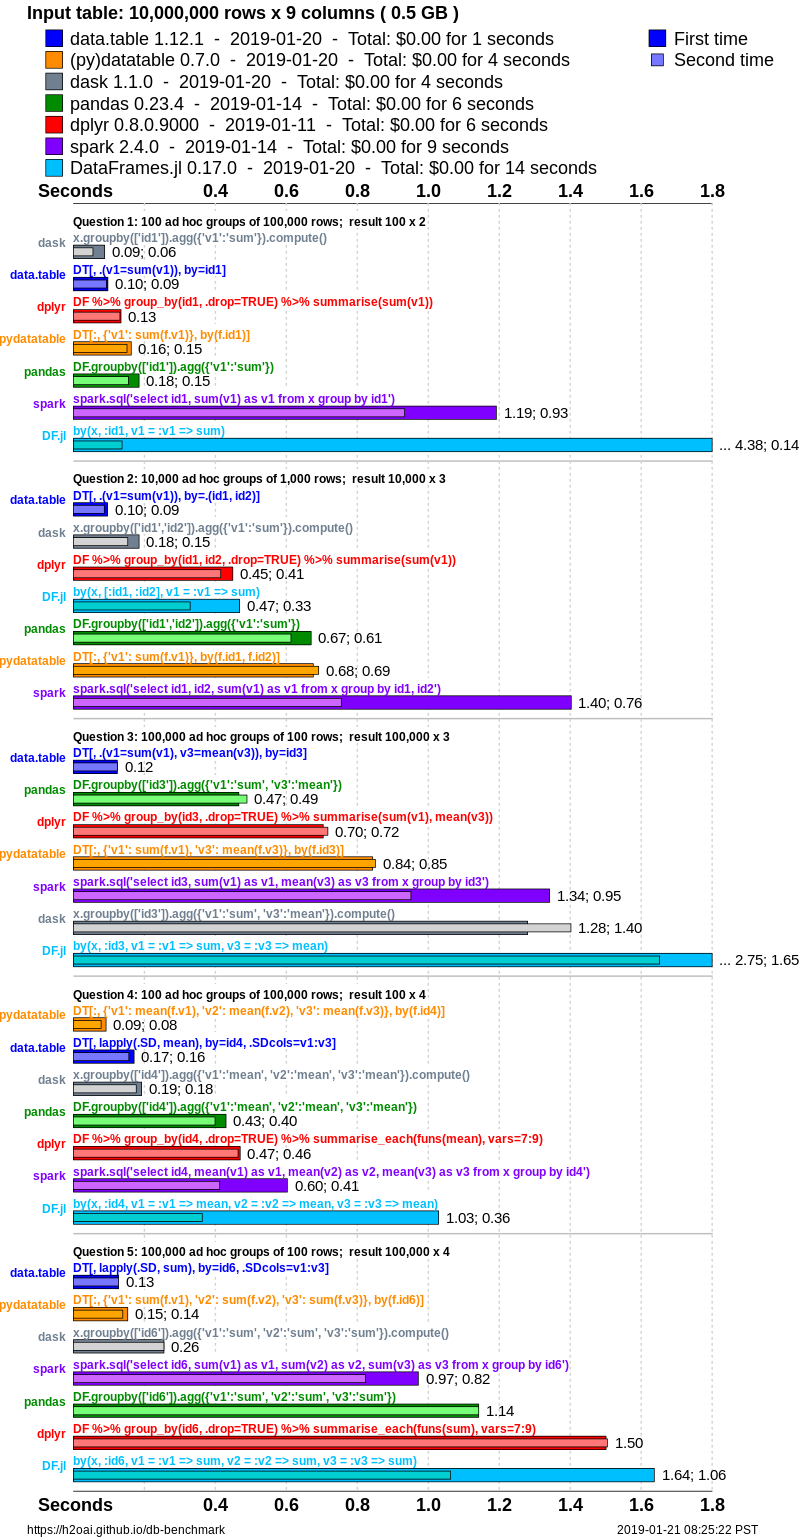 Input table: 10,000,000 rows x 9 columns ( 0.5 GB )
data.table 1.12.1 - 2019-01-20 - Total: $0.00 for 1 seconds
First time
(py)datatable 0.7.0 - 2019-01-20 - Total: $0.00 for 4 seconds
Second time
dask 1.1.0 - 2019-01-20 - Total: $0.00 for 4 seconds
pandas 0.23.4 - 2019-01-14 - Total: $0.00 for 6 seconds
dplyr 0.8.0.9000 - 2019-01-11 - Total: $0.00 for 6 seconds
spark 2.4.0 - 2019-01-14 - Total: $0.00 for 9 seconds
DataFrames.jl 0.17.0 - 2019-01-20 - Total: $0.00 for 14 seconds
Seconds 0.4 0.6 0.8 1.0 1.2 1.4 1.6 1.8
Question 1: 100 ad hoc groups of 100,000 rows; result 100 x 2
dask x.groupby(['id1']).agg({'v1':'sum'}).compute()
0.09; 0.06
data.table DT[, .(v1=sum(v1)), by=id1]
0.10; 0.09
dplyr DF %>% group_by(id1, .drop=TRUE) %>% summarise(sum(v1))
0.13
pydatatable DT[:, {'v1': sum(f.v1)}, by(f.id1)]
0.16; 0.15
pandas DF.groupby(['id1']).agg({'v1':'sum'})
0.18; 0.15
spark spark.sql('select id1, sum(v1) as v1 from x group by id1')
1.19; 0.93
DF.jl by(x, :id1, v1 = :v1 => sum)
... 4.38; 0.14
Question 2: 10,000 ad hoc groups of 1,000 rows; result 10,000 x 3
data.table DT[, .(v1=sum(v1)), by=.(id1, id2)]
0.10; 0.09
dask x.groupby(['id1','id2']).agg({'v1':'sum'}).compute()
0.18; 0.15
dplyr DF %>% group_by(id1, id2, .drop=TRUE) %>% summarise(sum(v1))
0.45; 0.41
DF.jl by(x, [:id1, :id2], v1 = :v1 => sum)
0.47; 0.33
pandas DF.groupby(['id1','id2']).agg({'v1':'sum'})
0.67; 0.61
pydatatable DT[:, {'v1': sum(f.v1)}, by(f.id1, f.id2)]
0.68; 0.69
spark spark.sql('select id1, id2, sum(v1) as v1 from x group by id1, id2')
1.40; 0.76
Question 3: 100,000 ad hoc groups of 100 rows; result 100,000 x 3
data.table DT[, .(v1=sum(v1), v3=mean(v3)), by=id3]
0.12
pandas DF.groupby(['id3']).agg({'v1':'sum', 'v3':'mean'})
0.47; 0.49
dplyr DF %>% group_by(id3, .drop=TRUE) %>% summarise(sum(v1), mean(v3))
0.70; 0.72
pydatatable DT[:, {'v1': sum(f.v1), 'v3': mean(f.v3)}, by(f.id3)]
0.84; 0.85
spark spark.sql('select id3, sum(v1) as v1, mean(v3) as v3 from x group by id3')
1.34; 0.95
dask x.groupby(['id3']).agg({'v1':'sum', 'v3':'mean'}).compute()
1.28; 1.40
DF.jl by(x, :id3, v1 = :v1 => sum, v3 = :v3 => mean)
... 2.75; 1.65
Question 4: 100 ad hoc groups of 100,000 rows; result 100 x 4
pydatatable DT[:, {'v1': mean(f.v1), 'v2': mean(f.v2), 'v3': mean(f.v3)}, by(f.id4)]
0.09; 0.08
data.table DT[, lapply(.SD, mean), by=id4, .SDcols=v1:v3]
0.17; 0.16
dask x.groupby(['id4']).agg({'v1':'mean', 'v2':'mean', 'v3':'mean'}).compute()
0.19; 0.18
pandas DF.groupby(['id4']).agg({'v1':'mean', 'v2':'mean', 'v3':'mean'})
0.43; 0.40
dplyr DF %>% group_by(id4, .drop=TRUE) %>% summarise_each(funs(mean), vars=7:9)
0.47; 0.46
spark spark.sql('select id4, mean(v1) as v1, mean(v2) as v2, mean(v3) as v3 from x group by id4')
0.60; 0.41
DF.jl by(x, :id4, v1 = :v1 => mean, v2 = :v2 => mean, v3 = :v3 => mean)
1.03; 0.36
Question 5: 100,000 ad hoc groups of 100 rows; result 100,000 x 4
data.table DT[, lapply(.SD, sum), by=id6, .SDcols=v1:v3]
0.13
pydatatable DT[:, {'v1': sum(f.v1), 'v2': sum(f.v2), 'v3': sum(f.v3)}, by(f.id6)]
0.15; 0.14
dask x.groupby(['id6']).agg({'v1':'sum', 'v2':'sum', 'v3':'sum'}).compute()
0.26
spark spark.sql('select id6, sum(v1) as v1, sum(v2) as v2, sum(v3) as v3 from x group by id6')
0.97; 0.82
pandas DF.groupby(['id6']).agg({'v1':'sum', 'v2':'sum', 'v3':'sum'})
1.14
dplyr DF %>% group_by(id6, .drop=TRUE) %>% summarise_each(funs(sum), vars=7:9)
1.50
DF.jl by(x, :id6, v1 = :v1 => sum, v2 = :v2 => sum, v3 = :v3 => sum)
1.64; 1.06
Seconds 0.4 0.6 0.8 1.0 1.2 1.4 1.6 1.8
https://h2oai.github.io/db-benchmark
2019-01-21 08:25:22 PST